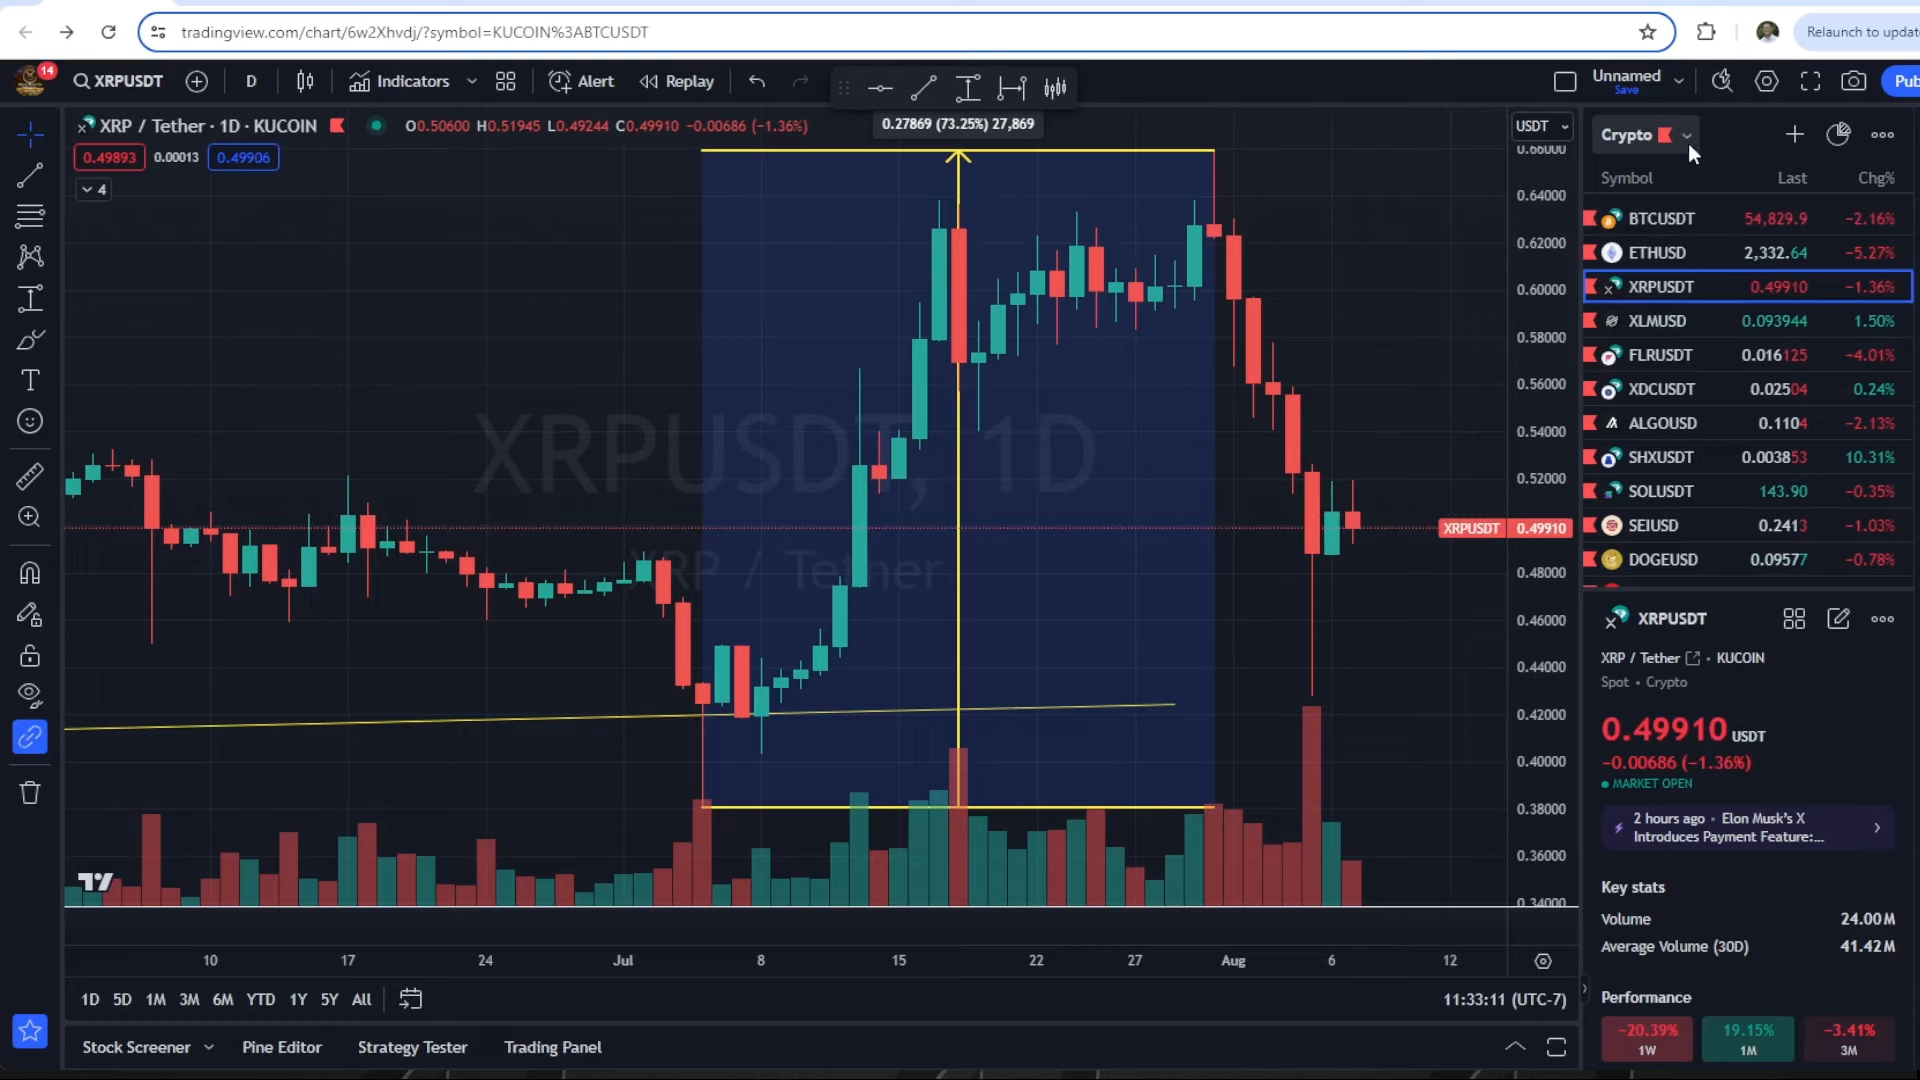 tradingview.com/chart/6w2Xhvdj/?symbol=KUCOIN%3ABTCUSDT
Relaunch to updat
14
XRPUSDT
D
Indicators
Alert
Replay
Unnamed
Save
Pub
XRP / Tether · 1D · KUCOIN
O0.50600 H0.51945 L0.49244 C0.49910 −0.00686 (−1.36%)
0.27869 (73.25%) 27,869
0.49893
0.00013
0.49906
4
USDT
0.66000
0.64000
0.62000
0.60000
0.58000
0.56000
0.54000
0.52000
XRPUSDT 0.49910
0.48000
0.46000
0.44000
0.42000
0.40000
0.38000
0.36000
0.34000
XRPUSDT, 1D
XRP / Tether
10 17 24 Jul 8 15 22 27 Aug 6 12
1D 5D 1M 3M 6M YTD 1Y 5Y All
11:33:11 (UTC-7)
Stock Screener
Pine Editor
Strategy Tester
Trading Panel
Crypto
Symbol Last Chg%
BTCUSDT 54,829.9 −2.16%
ETHUSD 2,332.64 −5.27%
XRPUSDT 0.49910 −1.36%
XLMUSD 0.093944 1.50%
FLRUSDT 0.016125 −4.01%
XDCUSDT 0.02504 0.24%
ALGOUSD 0.1104 −2.13%
SHXUSDT 0.003853 10.31%
SOLUSDT 143.90 −0.35%
SEIUSD 0.2413 −1.03%
DOGEUSD 0.09577 −0.78%
XRPUSDT
XRP / Tether · KUCOIN
Spot · Crypto
0.49910 USDT
−0.00686 (−1.36%)
MARKET OPEN
2 hours ago · Elon Musk's X
Introduces Payment Feature:...
Key stats
Volume 24.00M
Average Volume (30D) 41.42M
Performance
−20.39% 19.15% −3.41%
1W 1M 3M